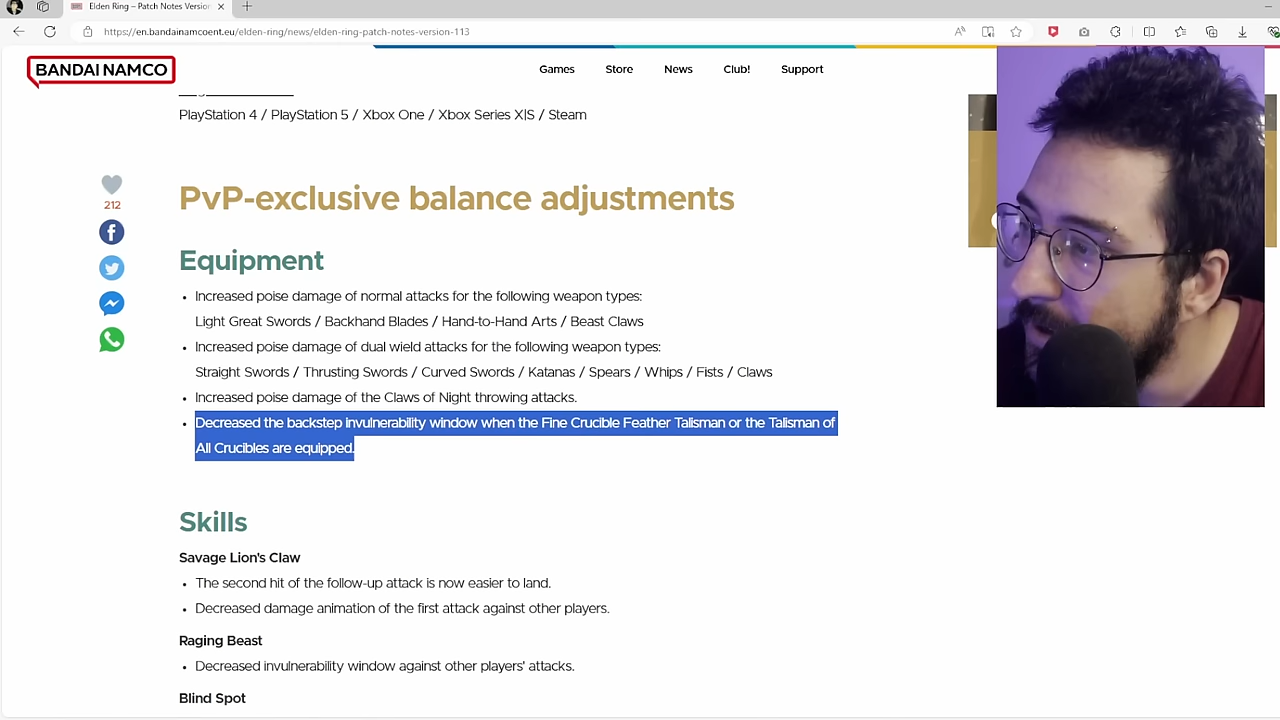 Elden Ring – Patch Notes Version
https://en.bandainamcoent.eu/elden-ring/news/elden-ring-patch-notes-version-113
BANDAI NAMCO
Games
Store
News
Club!
Support
PlayStation 4 / PlayStation 5 / Xbox One / Xbox Series X|S / Steam
212
PvP-exclusive balance adjustments
Equipment
• Increased poise damage of normal attacks for the following weapon types:
Light Great Swords / Backhand Blades / Hand-to-Hand Arts / Beast Claws
• Increased poise damage of dual wield attacks for the following weapon types:
Straight Swords / Thrusting Swords / Curved Swords / Katanas / Spears / Whips / Fists / Claws
• Increased poise damage of the Claws of Night throwing attacks.
• Decreased the backstep invulnerability window when the Fine Crucible Feather Talisman or the Talisman of
All Crucibles are equipped.
Skills
Savage Lion's Claw
• The second hit of the follow-up attack is now easier to land.
• Decreased damage animation of the first attack against other players.
Raging Beast
• Decreased invulnerability window against other players' attacks.
Blind Spot